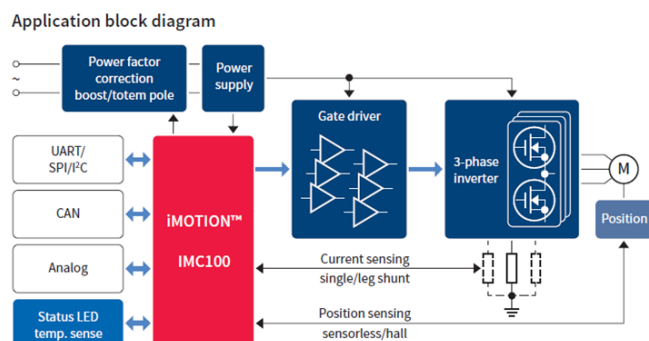 Application block diagram
Power factor
correction
boost/totem pole
Power
supply
~
Gate driver
3-phase
inverter
M
Position
UART/
SPI/I²C
CAN
Analog
Status LED
temp. sense
iMOTION™
IMC100
Current sensing
single/leg shunt
Position sensing
sensorless/hall